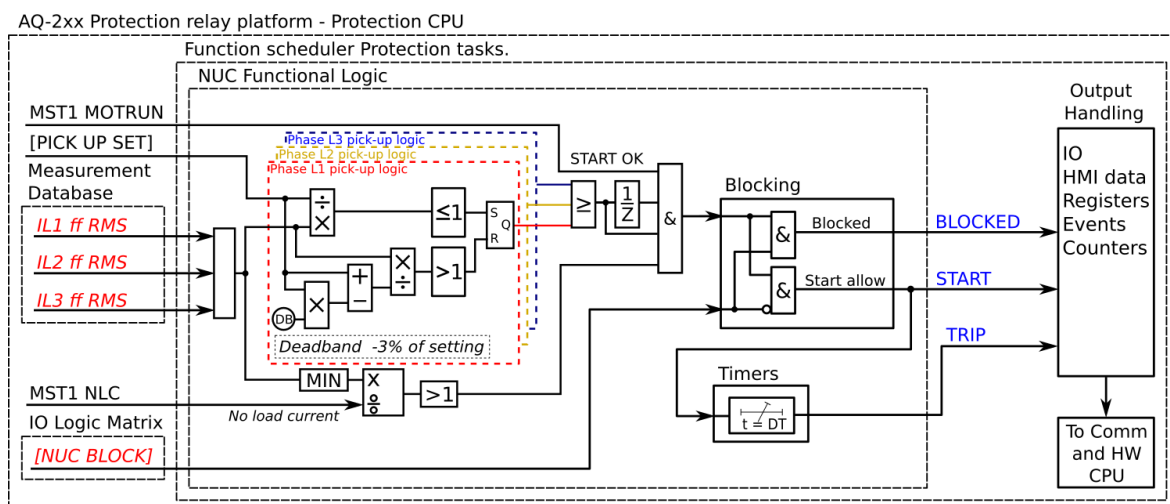 AQ-2xx Protection relay platform - Protection CPU
Function scheduler Protection tasks.
NUC Functional Logic
MST1 MOTRUN
[PICK UP SET]
Measurement
Database
IL1 ff RMS
IL2 ff RMS
IL3 ff RMS
MST1 NLC
IO Logic Matrix
[NUC BLOCK]
Phase L3 pick-up logic
Phase L2 pick-up logic
Phase L1 pick-up logic
÷
X
≤1
S
Q
R
X
÷
>1
+
−
X
DB
Deadband -3% of setting
MIN
X
÷
>1
No load current
START OK
≥
1
Z
&
Blocking
&
Blocked
&
Start allow
Timers
t = DT
BLOCKED
START
TRIP
Output
Handling
IO
HMI data
Registers
Events
Counters
To Comm
and HW
CPU